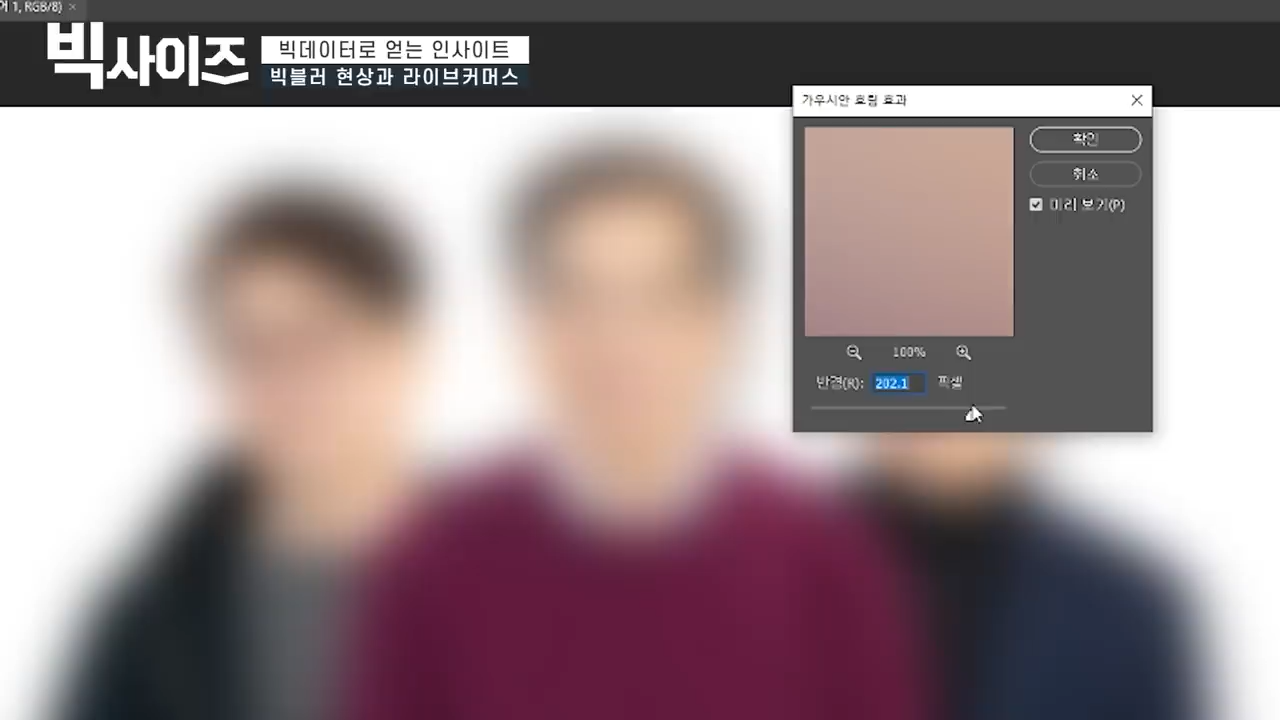 어 1, RGB/8) ×
빅사이즈
빅데이터로 얻는 인사이트
빅블러 현상과 라이브커머스
가우시안 흐림 효과
확인
취소
미리 보기(P)
100%
반경(R): 202.1 픽셀